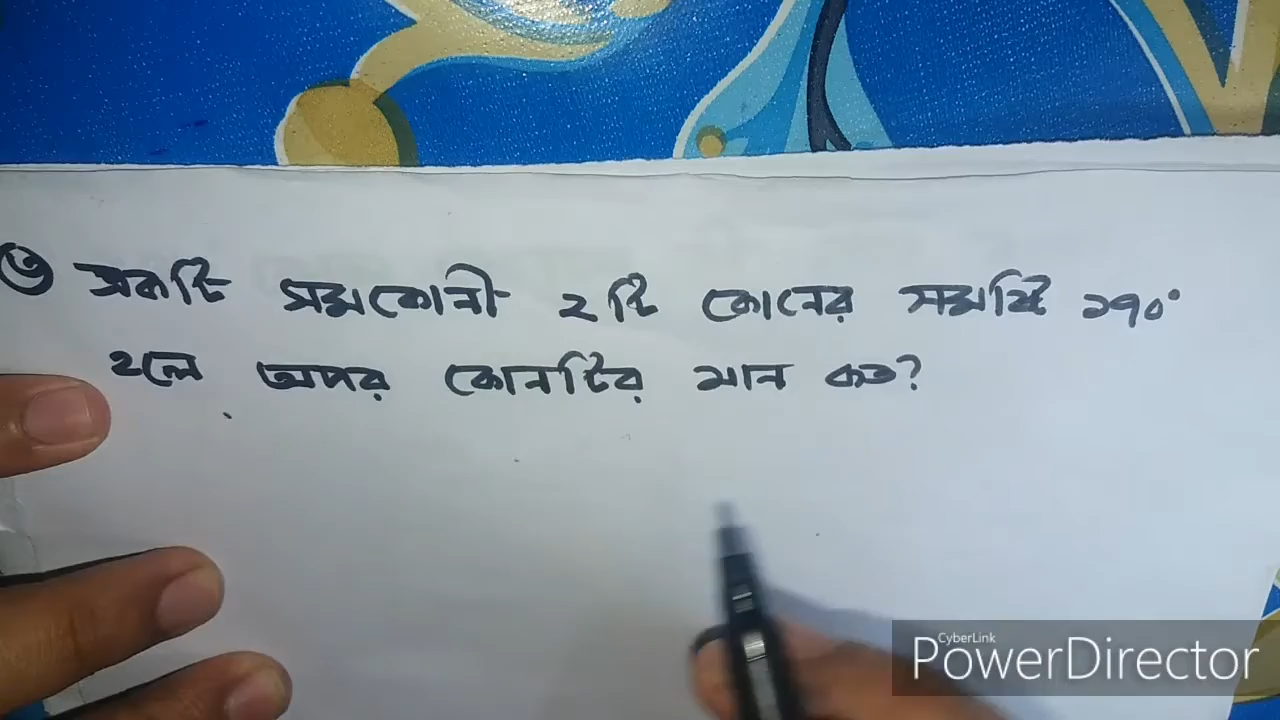 ৩ একটি সমকোনী ২টি কোনের সমষ্টি ১৭০°
হলে অপর কোনটির মান কত?
CyberLink
PowerDirector